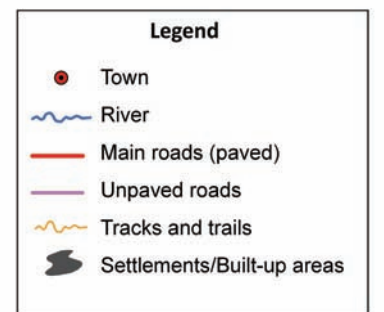 Legend
Town
River
Main roads (paved)
Unpaved roads
Tracks and trails
Settlements/Built-up areas